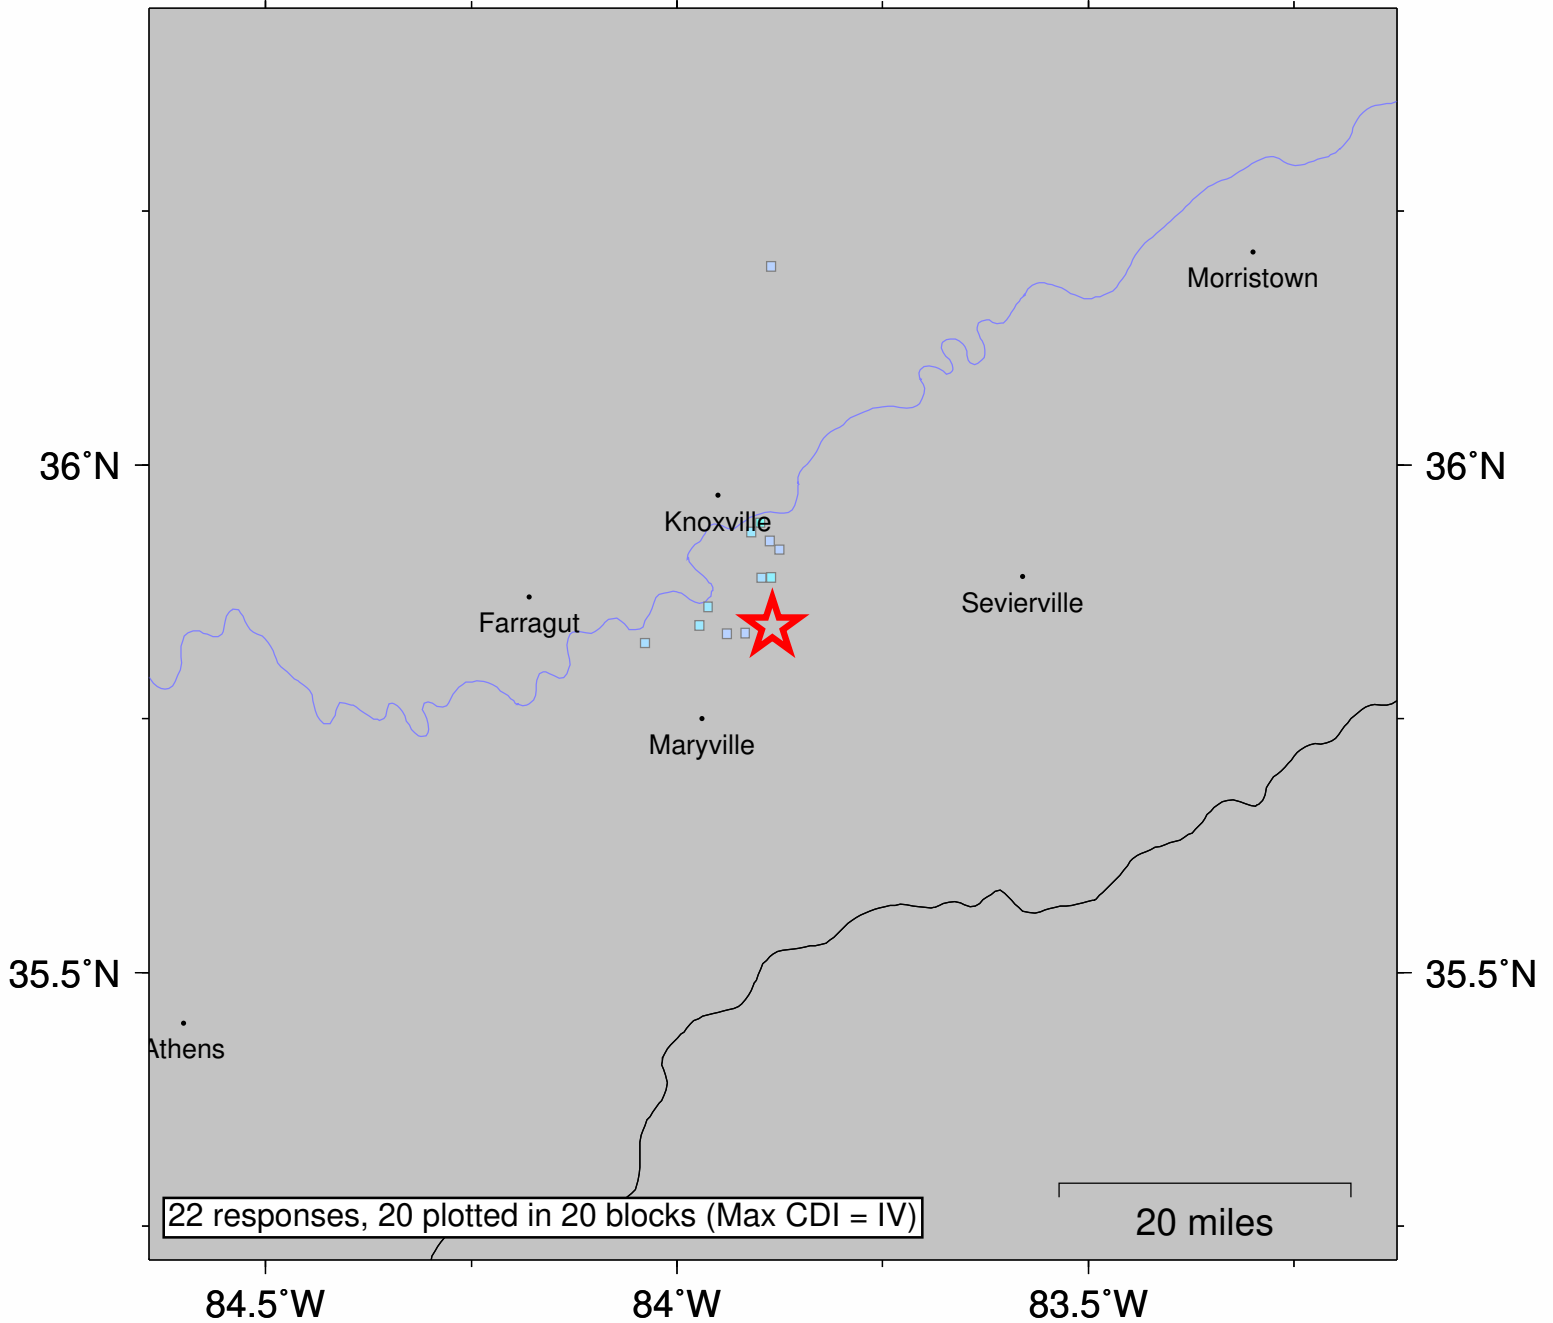 Morristown
36°N
36°N
Knoxville
Sevierville
Farragut
Maryville
35.5°N
35.5°N
Athens
22 responses, 20 plotted in 20 blocks (Max CDI = IV)
20 miles
84.5°W
84°W
83.5°W